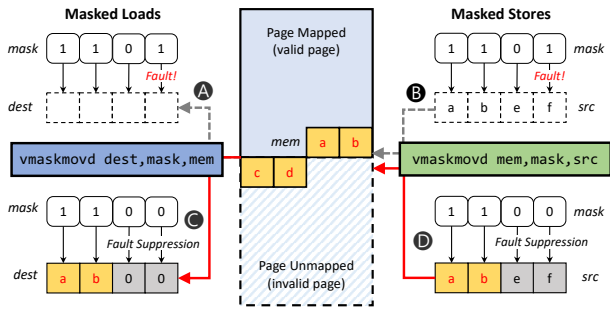 Masked Loads
mask 1 1 0 1
Fault!
dest
A
vmaskmovd dest,mask,mem
mask 1 1 0 0
C
Fault Suppression
dest a b 0 0
Page Mapped
(valid page)
mem a b
c d
Page Unmapped
(invalid page)
Masked Stores
1 1 0 1 mask
B
Fault!
a b e f src
vmaskmovd mem,mask,src
1 1 0 0 mask
D
Fault Suppression
a b e f src